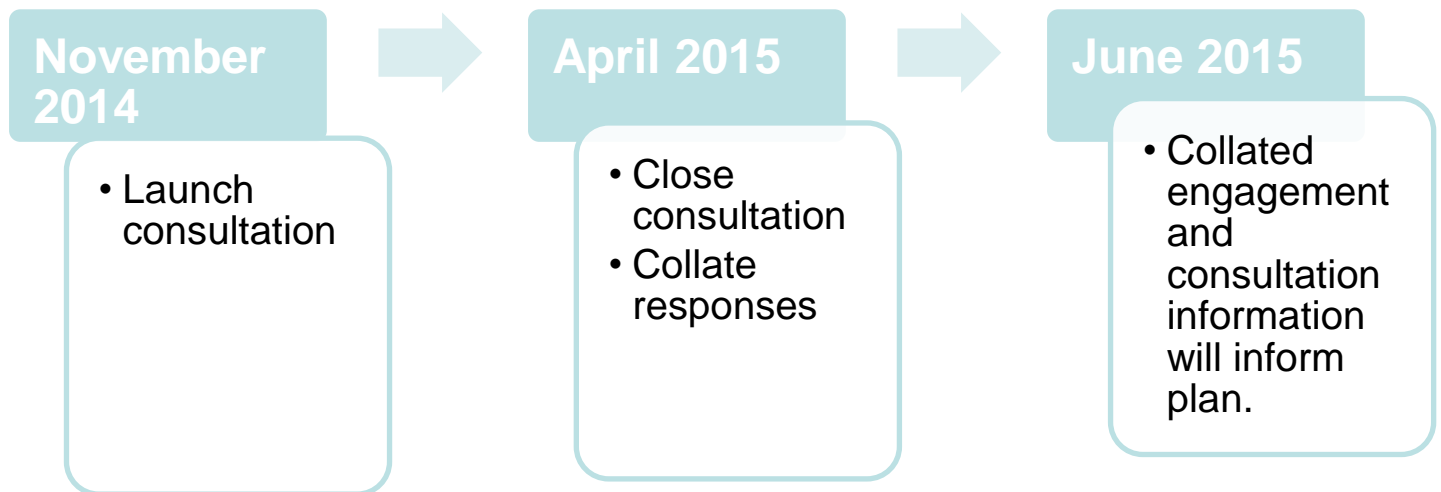 November
2014
• Launch
consultation
April 2015
• Close
consultation
• Collate
responses
June 2015
• Collated
engagement
and
consultation
information
will inform
plan.